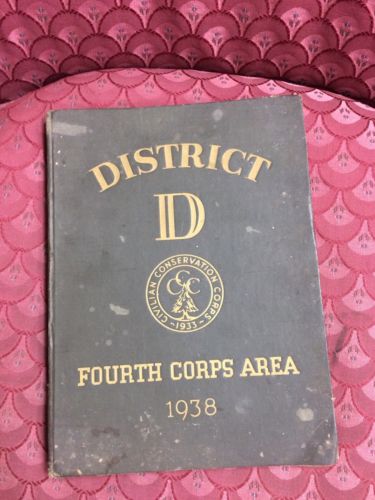 DISTRICT
D
CIVILIAN CONSERVATION CORPS
CCC
1933
FOURTH CORPS AREA
1938